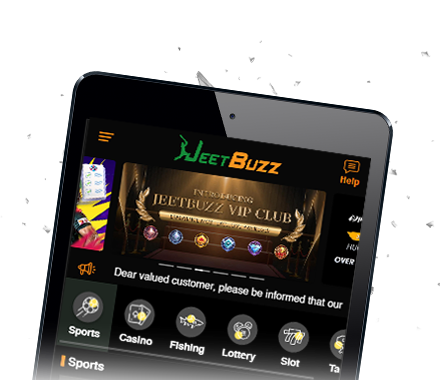 JEETBUZZ
Help
INTRODUCING
JEETBUZZ VIP CLUB
OVER
Dear valued customer, please be informed that our
Sports
Casino
Fishing
Lottery
Slot
Ta
Sports